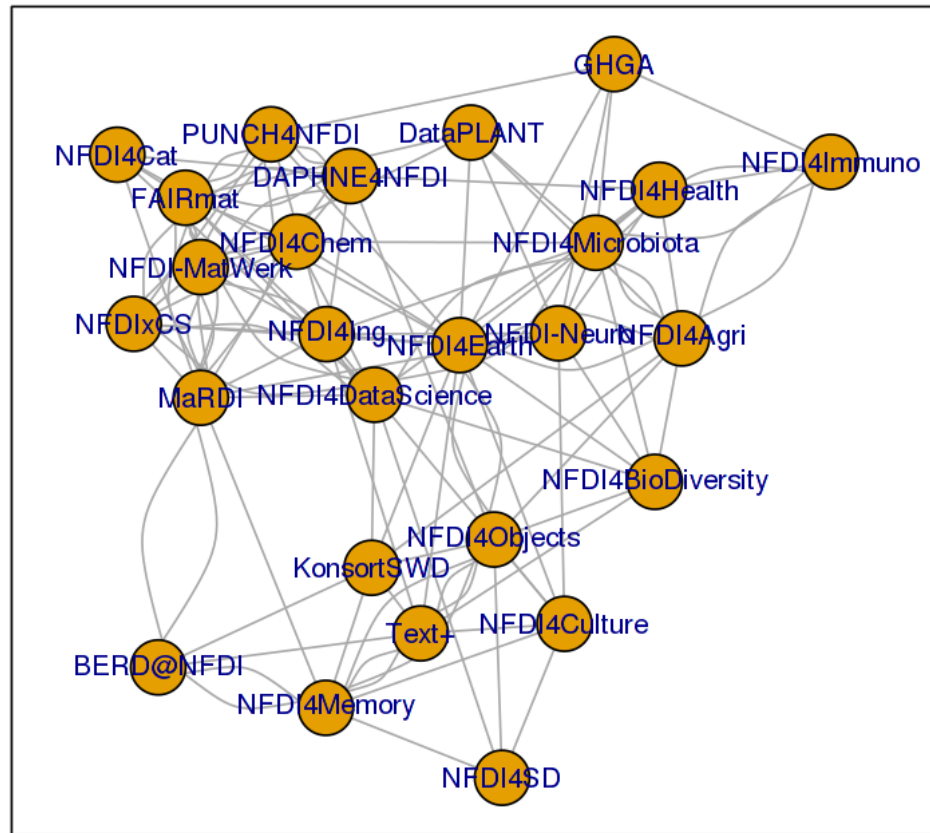 GHGA
PUNCH4NFDI
DataPLANT
NFDI4Cat
NFDI4Immuno
DAPHNE4NFDI
NFDI4Health
FAIRmat
NFDI4Chem
NFDI4Microbiota
NFDI-MatWerk
NFDIxCS
NFDI4Ing
NFDI4Earth
NFDI-Neuro
NFDI4Agri
MaRDI
NFDI4DataScience
NFDI4BioDiversity
NFDI4Objects
KonsortSWD
Text+
NFDI4Culture
BERD@NFDI
NFDI4Memory
NFDI4SD